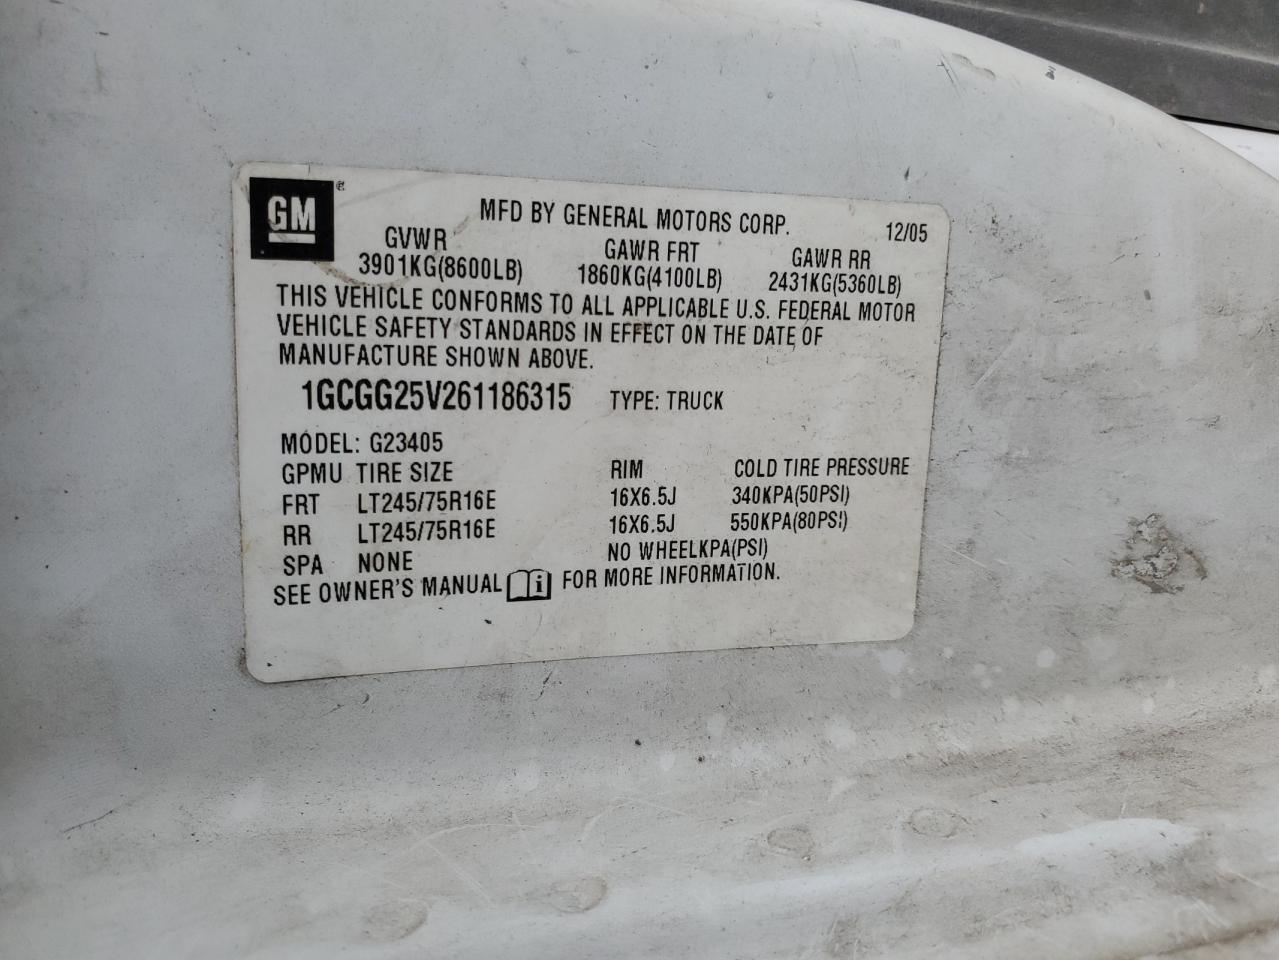 GM
MFD BY GENERAL MOTORS CORP. 12/05
GVWR GAWR FRT GAWR RR
3901KG(8600LB) 1860KG(4100LB) 2431KG(5360LB)
THIS VEHICLE CONFORMS TO ALL APPLICABLE U.S. FEDERAL MOTOR
VEHICLE SAFETY STANDARDS IN EFFECT ON THE DATE OF
MANUFACTURE SHOWN ABOVE.
1GCGG25V261186315 TYPE: TRUCK
MODEL: G23405
GPMU TIRE SIZE RIM COLD TIRE PRESSURE
FRT LT245/75R16E 16X6.5J 340KPA(50PSI)
RR LT245/75R16E 16X6.5J 550KPA(80PSI)
SPA NONE NO WHEELKPA(PSI)
SEE OWNER'S MANUAL i FOR MORE INFORMATION.